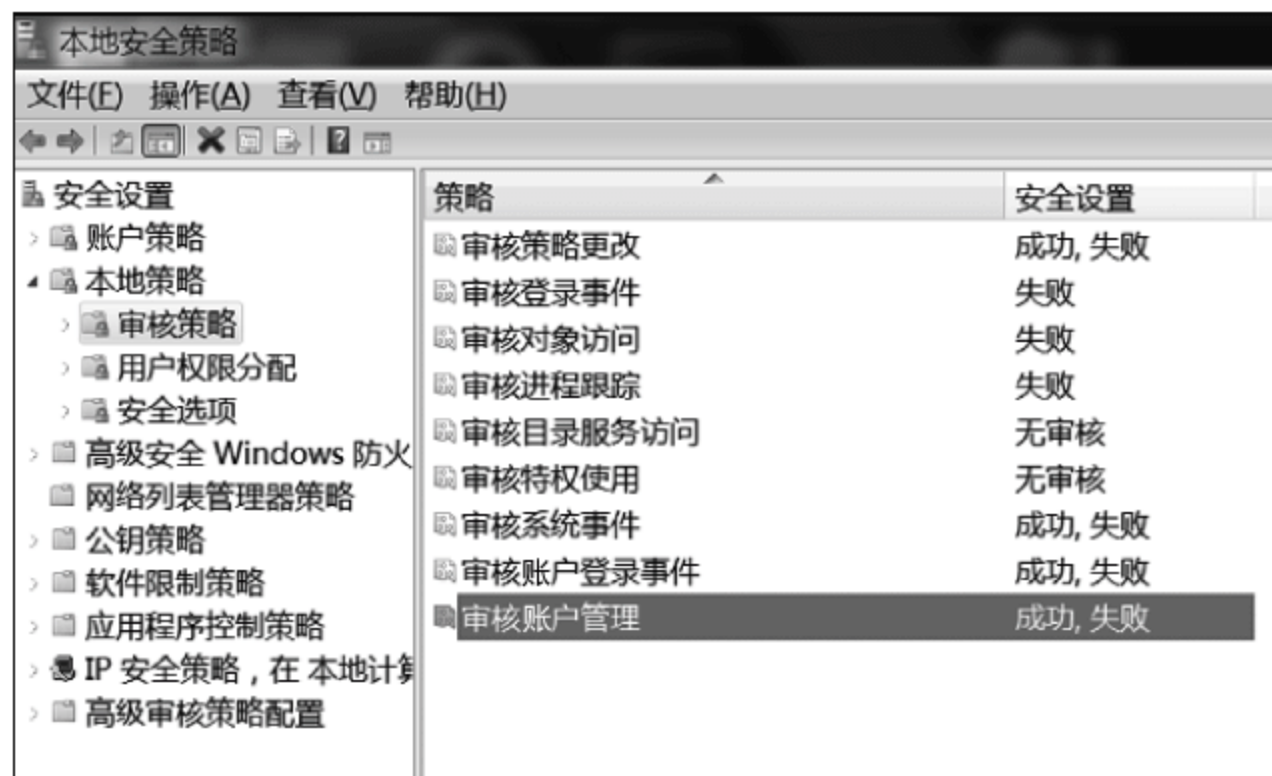 本地安全策略
文件(F) 操作(A) 查看(V) 帮助(H)
安全设置
账户策略
本地策略
审核策略
用户权限分配
安全选项
高级安全 Windows 防火
网络列表管理器策略
公钥策略
软件限制策略
应用程序控制策略
IP 安全策略，在 本地计算
高级审核策略配置
策略 安全设置
审核策略更改 成功, 失败
审核登录事件 失败
审核对象访问 失败
审核进程跟踪 失败
审核目录服务访问 无审核
审核特权使用 无审核
审核系统事件 成功, 失败
审核账户登录事件 成功, 失败
审核账户管理 成功, 失败